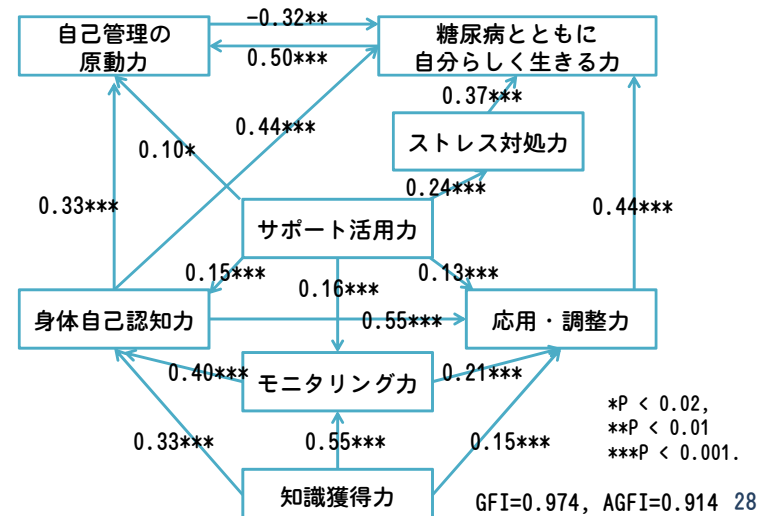 自己管理の
原動力
-0.32**
0.50***
糖尿病とともに
自分らしく生きる力
0.37***
0.44***
ストレス対処力
0.10*
0.24***
0.33***
0.44***
サポート活用力
0.15***
0.16***
0.13***
身体自己認知力
0.55***
応用・調整力
0.40***
モニタリング力
0.21***
*P < 0.02,
**P < 0.01
***P < 0.001.
0.33***
0.55***
0.15***
知識獲得力
GFI=0.974, AGFI=0.914 28